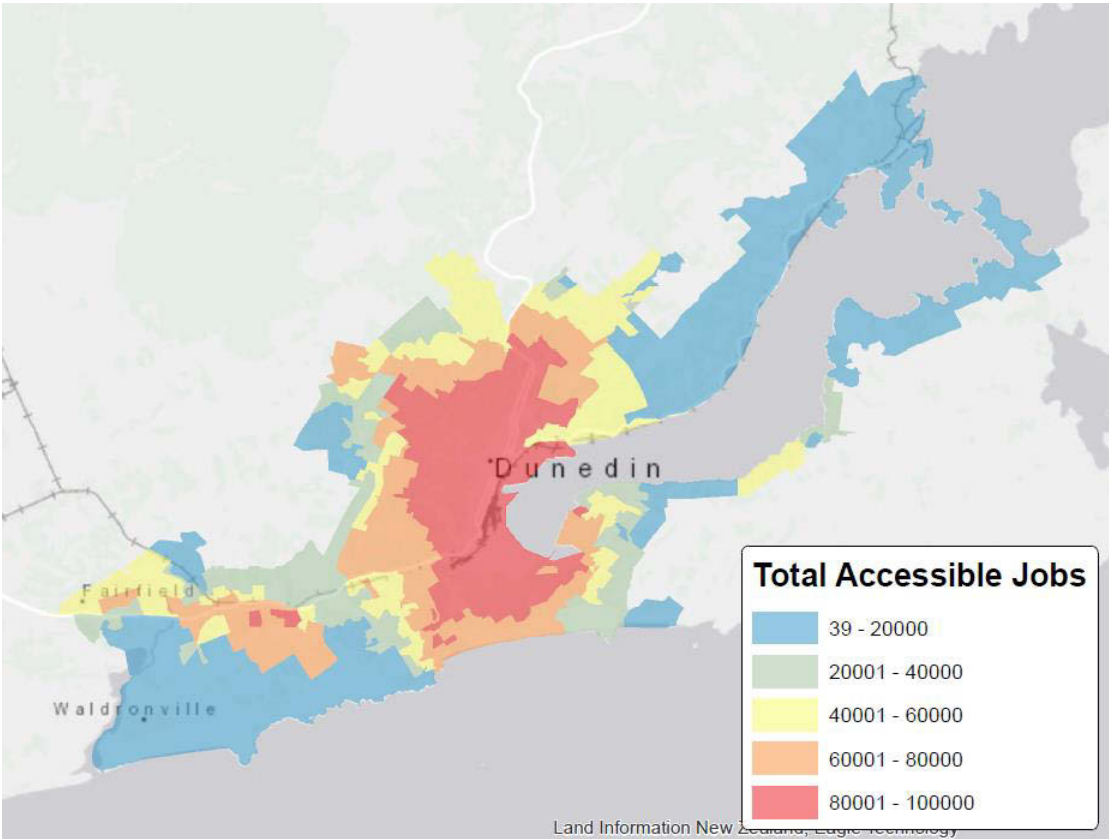 Dunedin
Fairfield
Waldronville
Total Accessible Jobs
39 - 20000
20001 - 40000
40001 - 60000
60001 - 80000
80001 - 100000
Land Information New Zealand, Eagle Technology